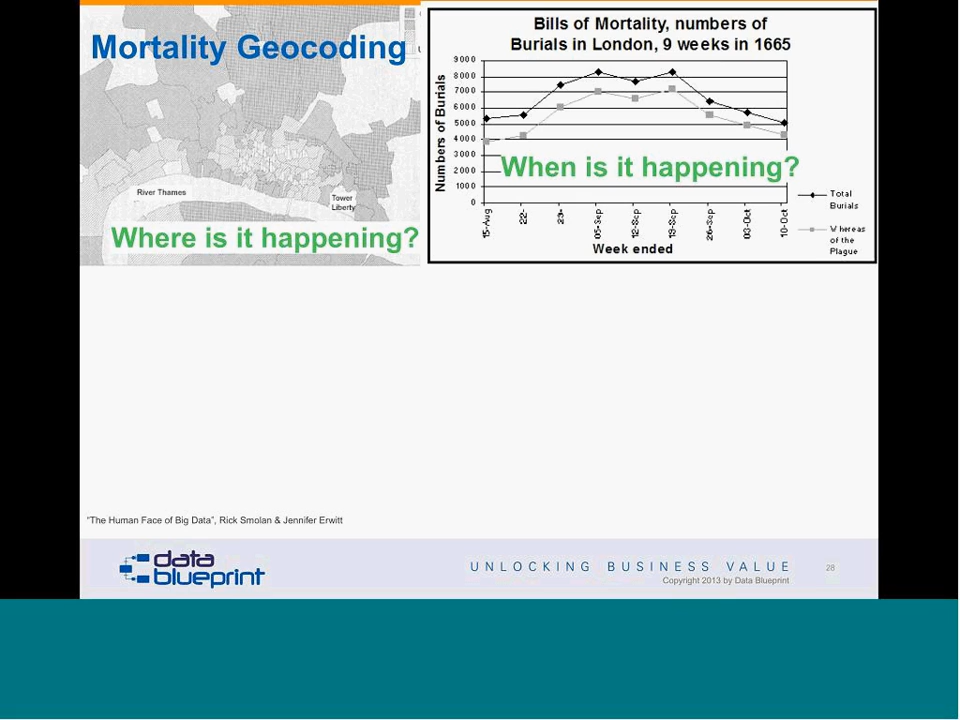 Mortality Geocoding
River Thames
Tower
Liberty
Where is it happening?
Bills of Mortality, numbers of
Burials in London, 9 weeks in 1665
Numbers of Burials
9000
8000
7000
6000
5000
4000
3000
2000
1000
0
When is it happening?
15-Aug
22-
29-
05-Sep
12-Sep
19-Sep
26-Sep
03-Oct
10-Oct
Week ended
Total
Burials
Whereas
of the
Plague
"The Human Face of Big Data", Rick Smolan & Jennifer Erwitt
data
blueprint
UNLOCKING BUSINESS VALUE
Copyright 2013 by Data Blueprint
28